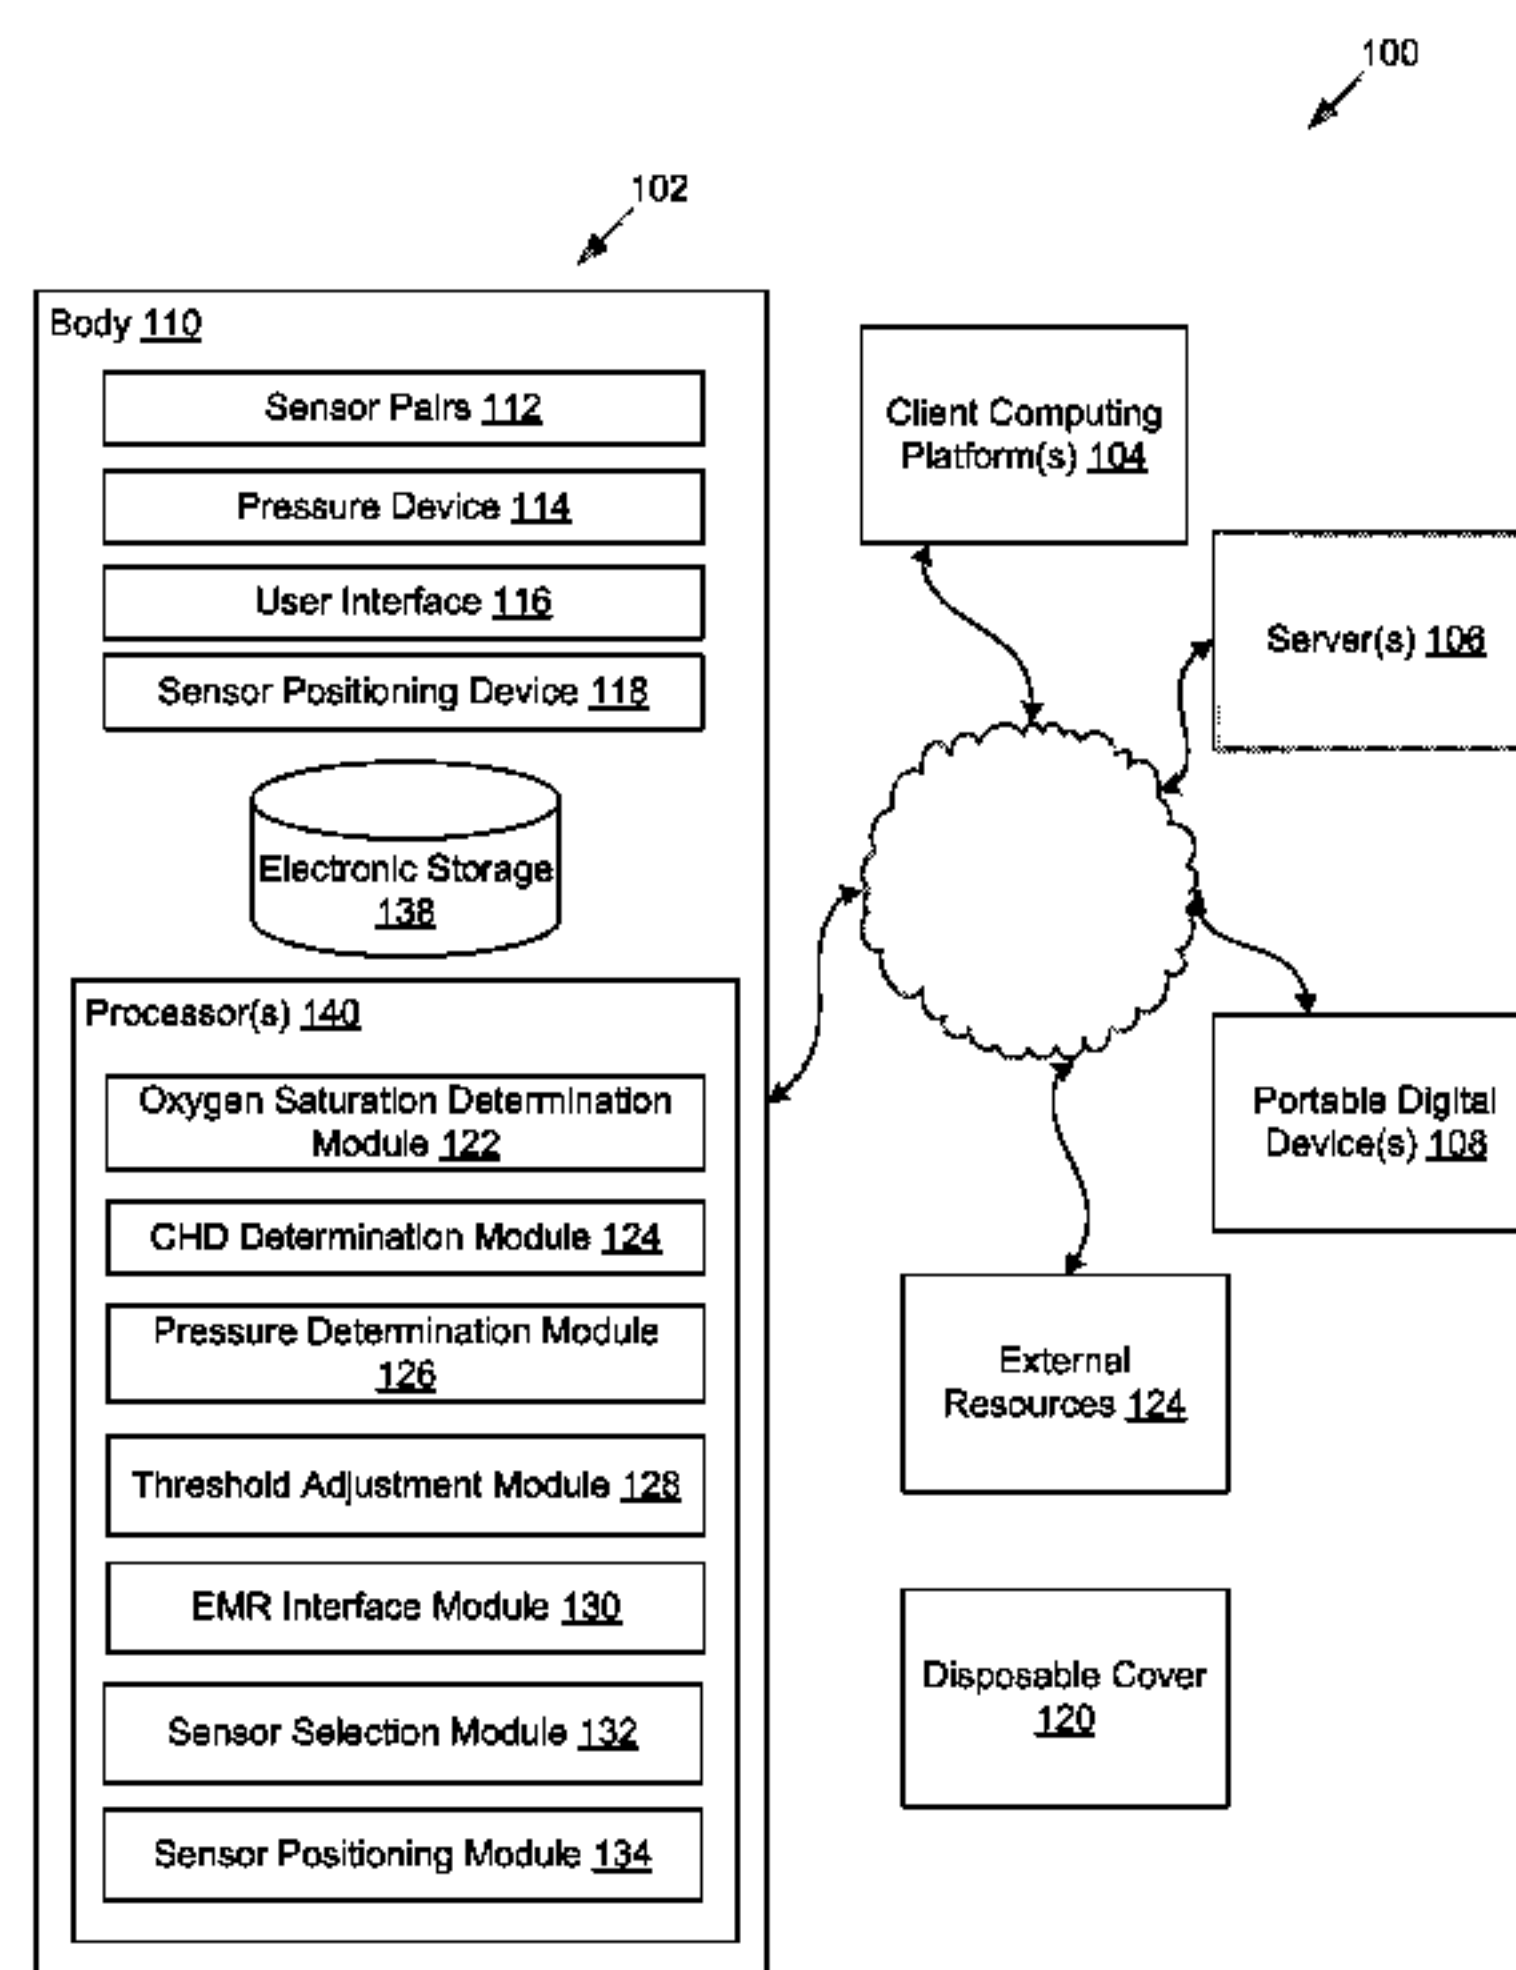 100
102
Body 110
Sensor Pairs 112
Pressure Device 114
User Interface 116
Sensor Positioning Device 118
Electronic Storage
138
Processor(s) 140
Oxygen Saturation Determination
Module 122
CHD Determination Module 124
Pressure Determination Module
126
Threshold Adjustment Module 128
EMR Interface Module 130
Sensor Selection Module 132
Sensor Positioning Module 134
Client Computing
Platform(s) 104
Server(s) 106
Portable Digital
Device(s) 108
External
Resources 124
Disposable Cover
120